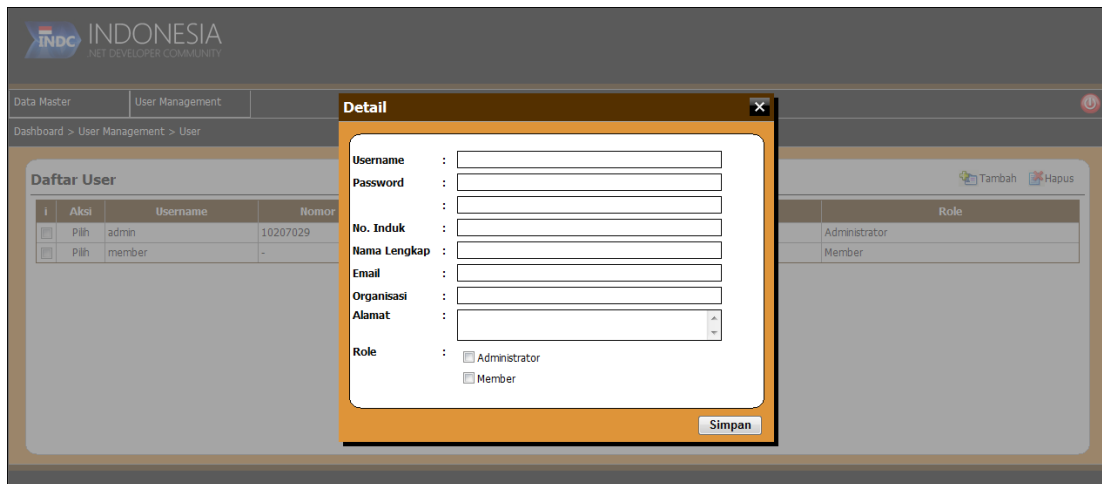 INDC INDONESIA
.NET DEVELOPER COMMUNITY
Data Master User Management
Dashboard > User Management > User
Daftar User Tambah Hapus
i Aksi Username Nomor Role
Pilih admin 10207029 Administrator
Pilih member - Member
Detail X
Username :
Password :
:
No. Induk :
Nama Lengkap :
Email :
Organisasi :
Alamat :
Role : Administrator
Member
Simpan